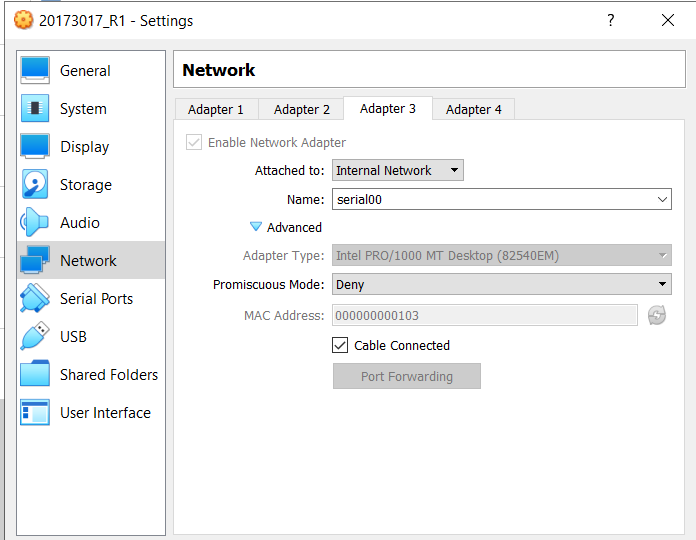 20173017_R1 - Settings
?
General
System
Display
Storage
Audio
Network
Serial Ports
USB
Shared Folders
User Interface
Network
Adapter 1
Adapter 2
Adapter 3
Adapter 4
Enable Network Adapter
Attached to: Internal Network
Name: serial00
Advanced
Adapter Type: Intel PRO/1000 MT Desktop (82540EM)
Promiscuous Mode: Deny
MAC Address: 000000000103
Cable Connected
Port Forwarding